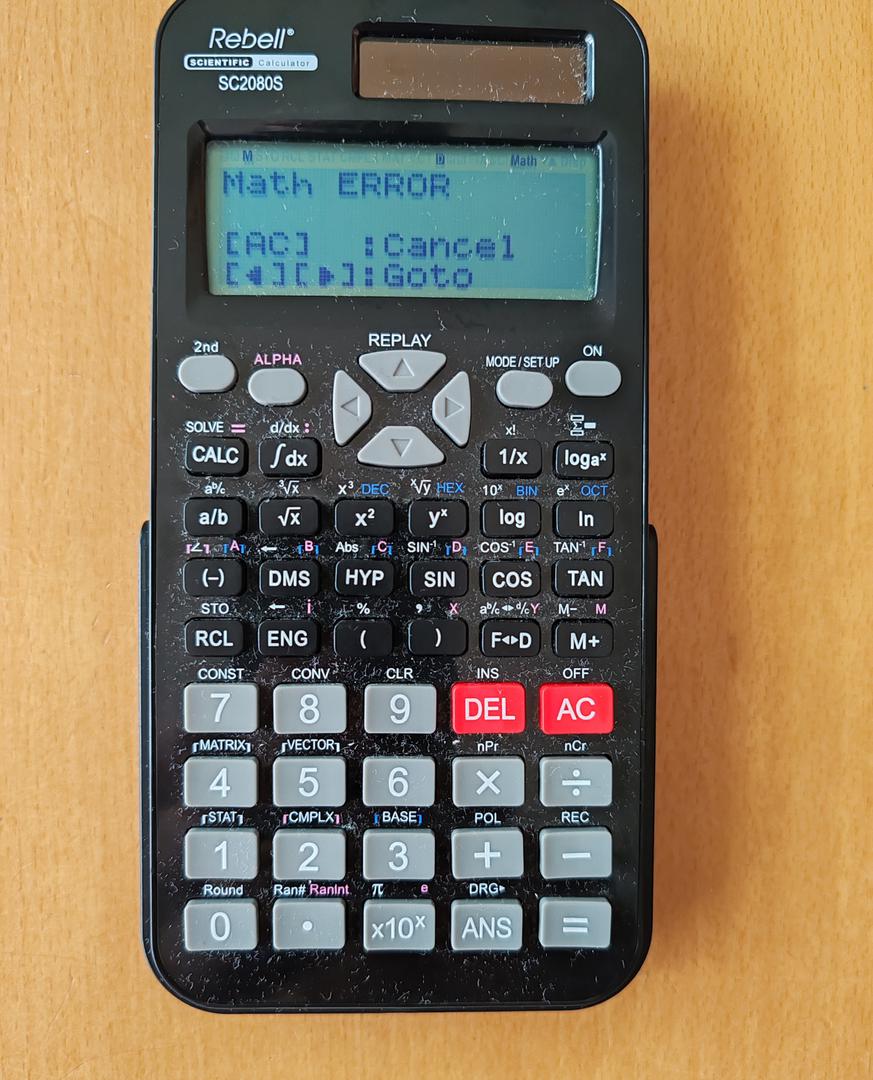 Rebell®
SCIENTIFIC Calculator
SC2080S
M D Math
Math ERROR
[AC] :Cancel
[◀][▶]:Goto
2nd ALPHA REPLAY MODE / SET UP ON
SOLVE = d/dx : x! Σ
CALC ∫dx 1/x logaˣ
aᵇ/c ³√x x³ DEC ˣ√y HEX 10ˣ BIN eˣ OCT
a/b √x x² yˣ log ln
∠ A ← B Abs C SIN⁻¹ D COS⁻¹ E TAN⁻¹ F
(–) DMS HYP SIN COS TAN
STO ← i % , X aᵇ/c◂▸d/c Y M– M
RCL ENG ( ) F◂▸D M+
CONST CONV CLR INS OFF
7 8 9 DEL AC
MATRIX VECTOR nPr nCr
4 5 6 × ÷
STAT CMPLX BASE POL REC
1 2 3 + −
Round Ran# RanInt π e DRG▸
0 · x10ˣ ANS =